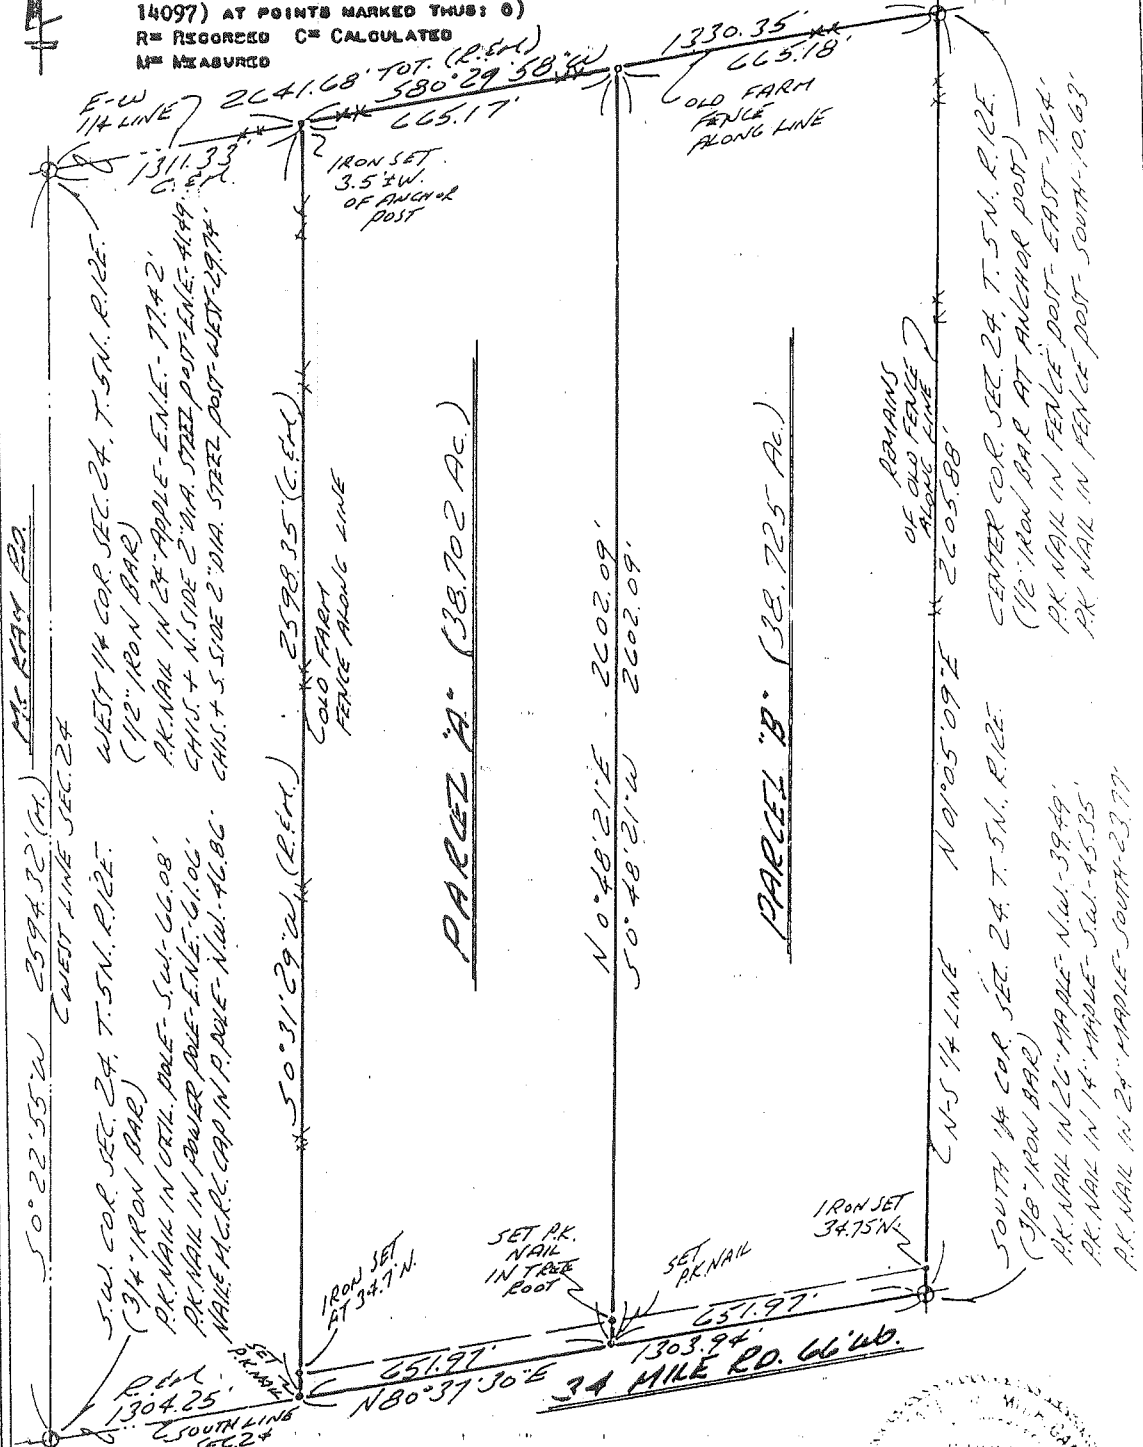 14097) AT POINTS MARKED THUS: O)
R= RECORDED C= CALCULATED
M= MEASURED
E-W
1/4 LINE
2641.68' TOT. (R.&M.)
S80°29'58"W
1330.35'
665.17'
665.18'
1311.33'
C.&M.
IRON SET
3.5'±W.
OF ANCHOR
POST
OLD FARM
FENCE
ALONG LINE
McKAY RD.
S0°22'55"W 2594.32'(M.)
WEST LINE SEC. 24
WEST 1/4 COR. SEC. 24, T.5N. R.12E.
(1/2" IRON BAR)
P.K. NAIL IN 24" APPLE - E.N.E. - 77.42'
CHIS. + N. SIDE 2" DIA. STEEL POST - E.N.E. - 41.49'
CHIS. + S. SIDE 2" DIA. STEEL POST - WEST - 29.74'
S.W. COR. SEC. 24, T.5N. R.12E.
(3/4" IRON BAR)
P.K. NAIL IN UTIL. POLE - S.W. - 66.08'
P.K. NAIL IN POWER POLE - E.N.E. - 61.06'
NAIL & M.C.R.C. CAP IN P. POLE - N.W. - 46.86'
S0°31'29"W. (R.&M.) 2598.35 (C.&M.)
OLD FARM
FENCE ALONG LINE
PARCEL "A" (38.702 Ac.)
N0°48'21"E - 2602.09'
S0°48'21"W 2602.09'
PARCEL "B" (38.725 Ac.)
REMAINS
OF OLD FENCE
ALONG LINE
N-S 1/4 LINE N01°05'09"E 2605.88'
CENTER COR. SEC. 24, T.5N. R.12E.
(1/2" IRON BAR AT ANCHOR POST)
P.K. NAIL IN FENCE POST - EAST - 7.64'
P.K. NAIL IN FENCE POST - SOUTH - 10.63'
SOUTH 1/4 COR. SEC. 24, T.5N. R.12E.
(3/8" IRON BAR)
P.K. NAIL IN 26" MAPLE - N.W. - 39.49'
P.K. NAIL IN 14" MAPLE - S.W. - 45.35'
P.K. NAIL IN 24" MAPLE - SOUTH - 23.77'
IRON SET
AT 34.7' N.
SET P.K.
NAIL
IN TREE
ROOT
SET
P.K. NAIL
IRON SET
34.75' N.
SET
P.K. NAIL
651.97'
651.97'
1303.94'
N80°37'30"E
34 MILE RD. 66' WD.
R.&M.
1304.25'
SOUTH LINE
SEC. 24